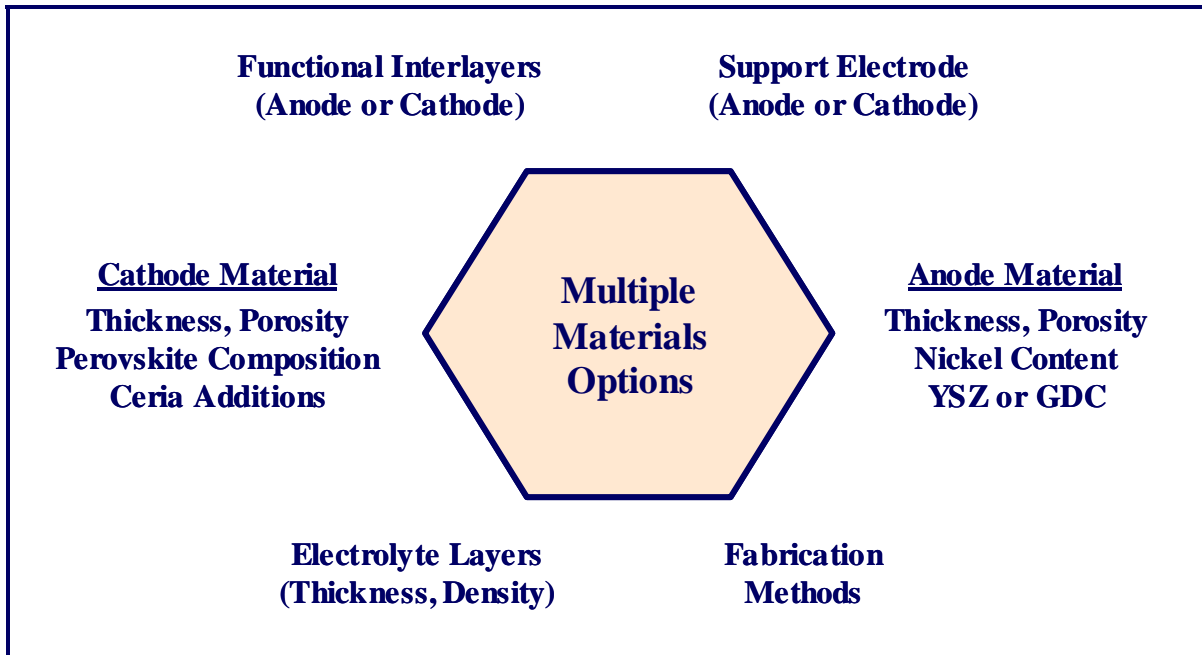 Functional Interlayers
(Anode or Cathode)
Support Electrode
(Anode or Cathode)
Cathode Material
Thickness, Porosity
Perovskite Composition
Ceria Additions
Multiple
Materials
Options
Anode Material
Thickness, Porosity
Nickel Content
YSZ or GDC
Electrolyte Layers
(Thickness, Density)
Fabrication
Methods